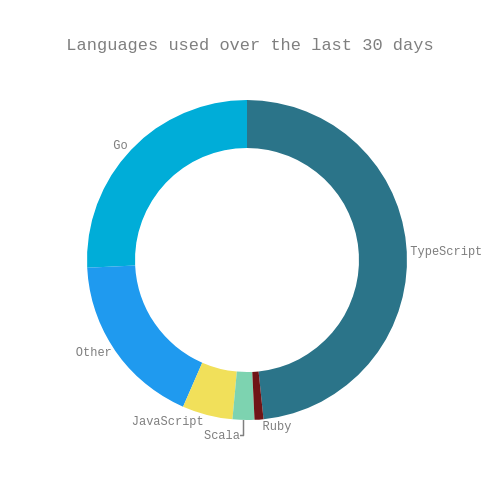 Languages used over the last 30 days
Go
TypeScript
Other
JavaScript
Scala
Ruby